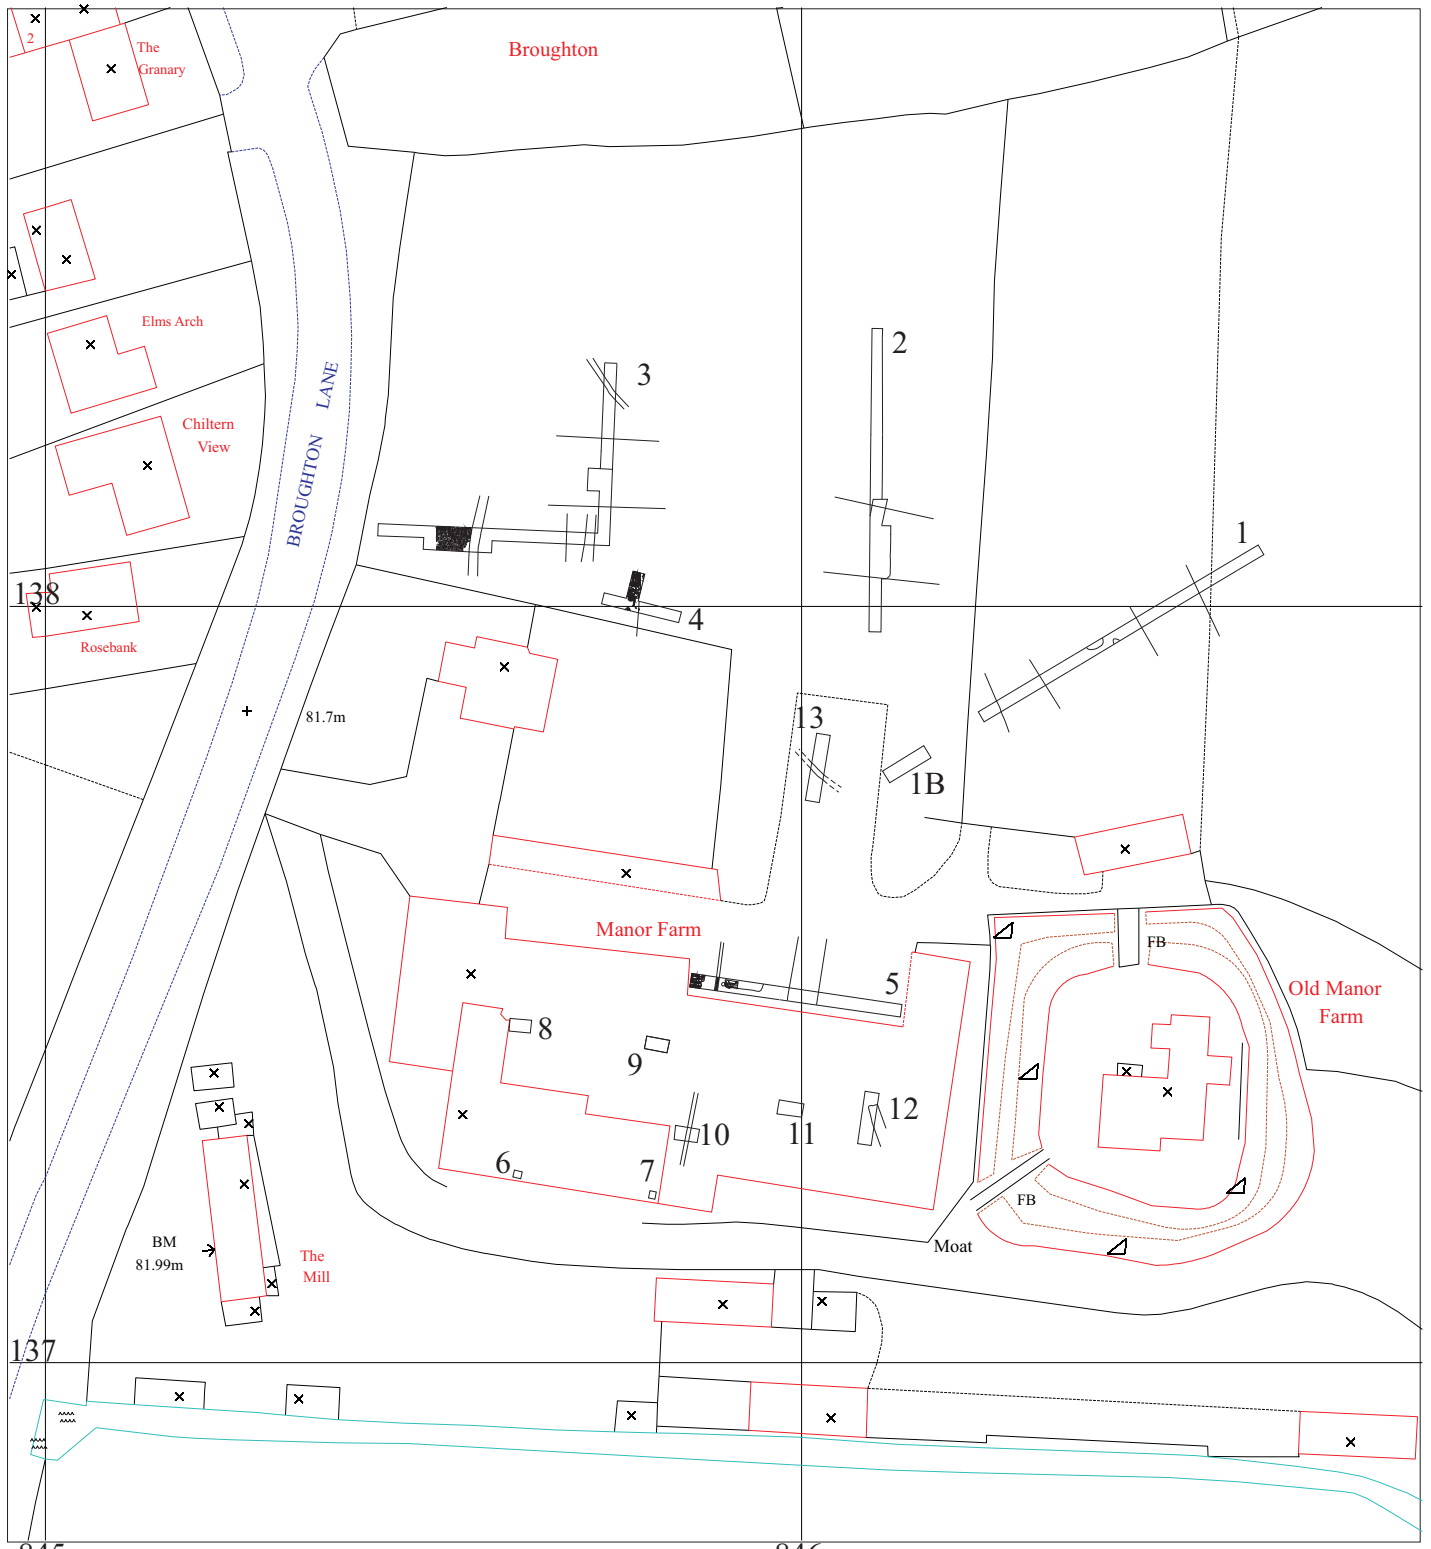 2
The
Granary
Broughton
Elms Arch
BROUGHTON LANE
2
3
Chiltern
View
1
138
4
Rosebank
81.7m
13
1B
Manor Farm
FB
5
Old Manor
Farm
8
9
12
10
11
6
7
FB
BM
81.99m
The
Mill
Moat
137
845
846